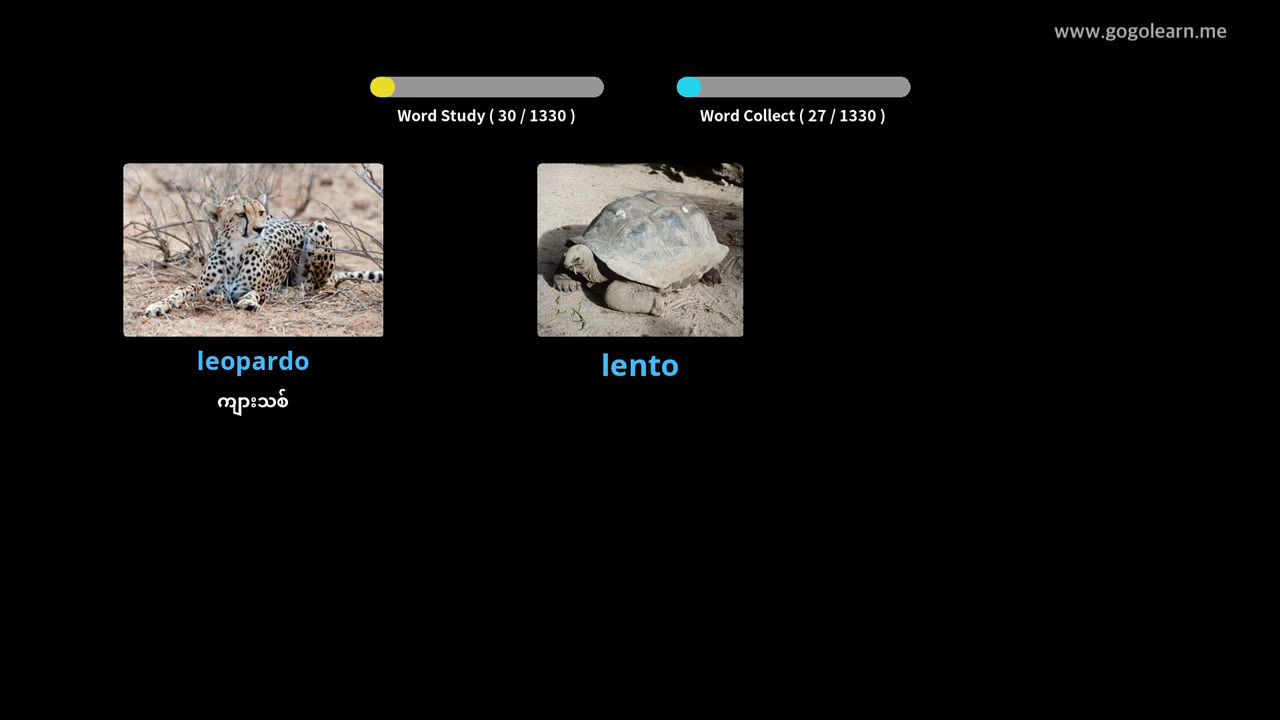 www.gogolearn.me
Word Study ( 30 / 1330 )
Word Collect ( 27 / 1330 )
leopardo
lento
ကျားသစ်